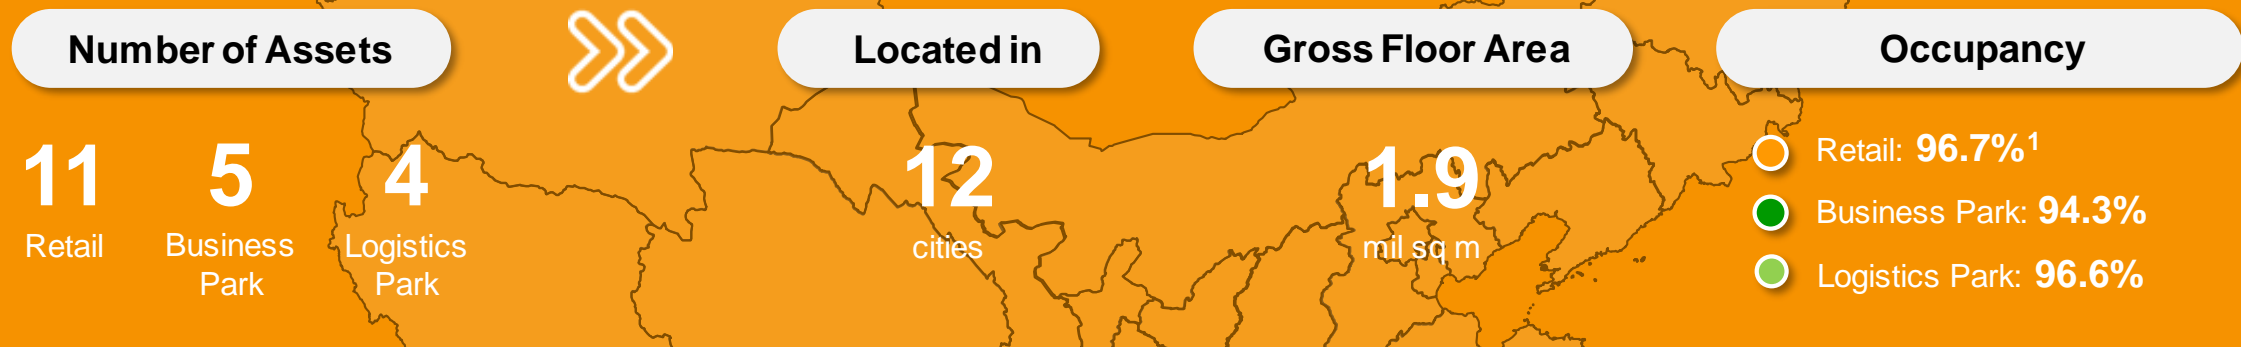 Number of Assets
Located in
Gross Floor Area
Occupancy
11
Retail
5
Business
Park
4
Logistics
Park
12
cities
1.9
mil sq m
Retail: 96.7%1
Business Park: 94.3%
Logistics Park: 96.6%